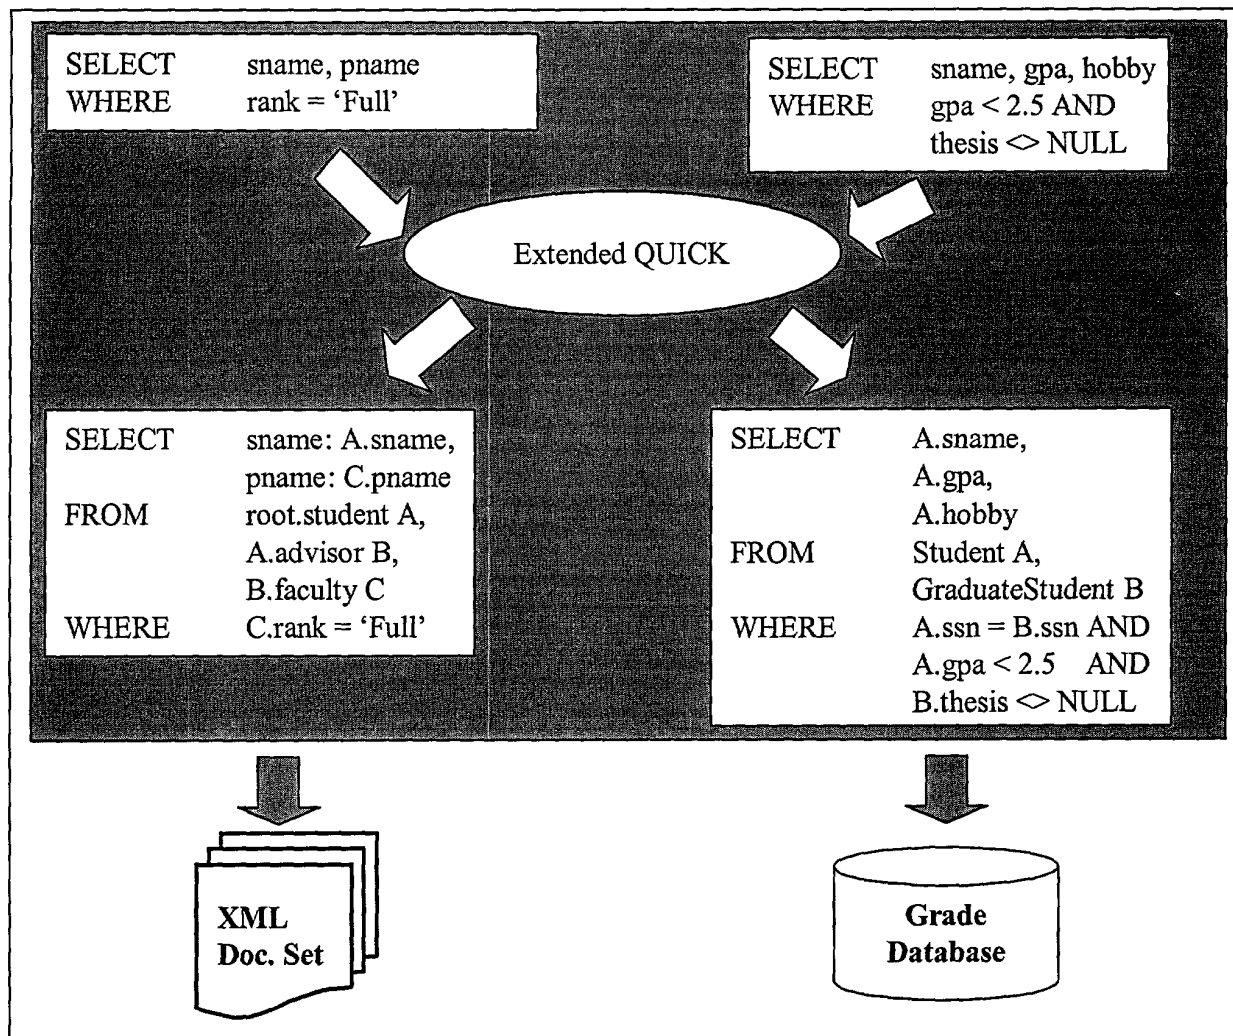 SELECT sname, pname
WHERE rank = ‘Full’
SELECT sname, gpa, hobby
WHERE gpa < 2.5 AND
thesis <> NULL
Extended QUICK
SELECT sname: A.sname,
pname: C.pname
FROM root.student A,
A.advisor B,
B.faculty C
WHERE C.rank = ‘Full’
SELECT A.sname,
A.gpa,
A.hobby
FROM Student A,
GraduateStudent B
WHERE A.ssn = B.ssn AND
A.gpa < 2.5 AND
B.thesis <> NULL
XML
Doc. Set
Grade
Database